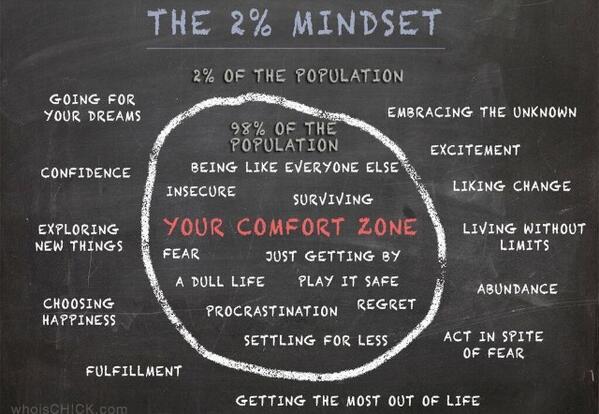 THE 2% MINDSET
2% OF THE POPULATION
GOING FOR
YOUR DREAMS
EMBRACING THE UNKNOWN
98% OF THE
POPULATION
EXCITEMENT
BEING LIKE EVERYONE ELSE
CONFIDENCE
INSECURE
LIKING CHANGE
SURVIVING
YOUR COMFORT ZONE
EXPLORING
NEW THINGS
LIVING WITHOUT
LIMITS
FEAR
JUST GETTING BY
A DULL LIFE
PLAY IT SAFE
ABUNDANCE
CHOOSING
HAPPINESS
PROCRASTINATION
REGRET
SETTLING FOR LESS
ACT IN SPITE
OF FEAR
FULFILLMENT
GETTING THE MOST OUT OF LIFE
whoisCHICK.com